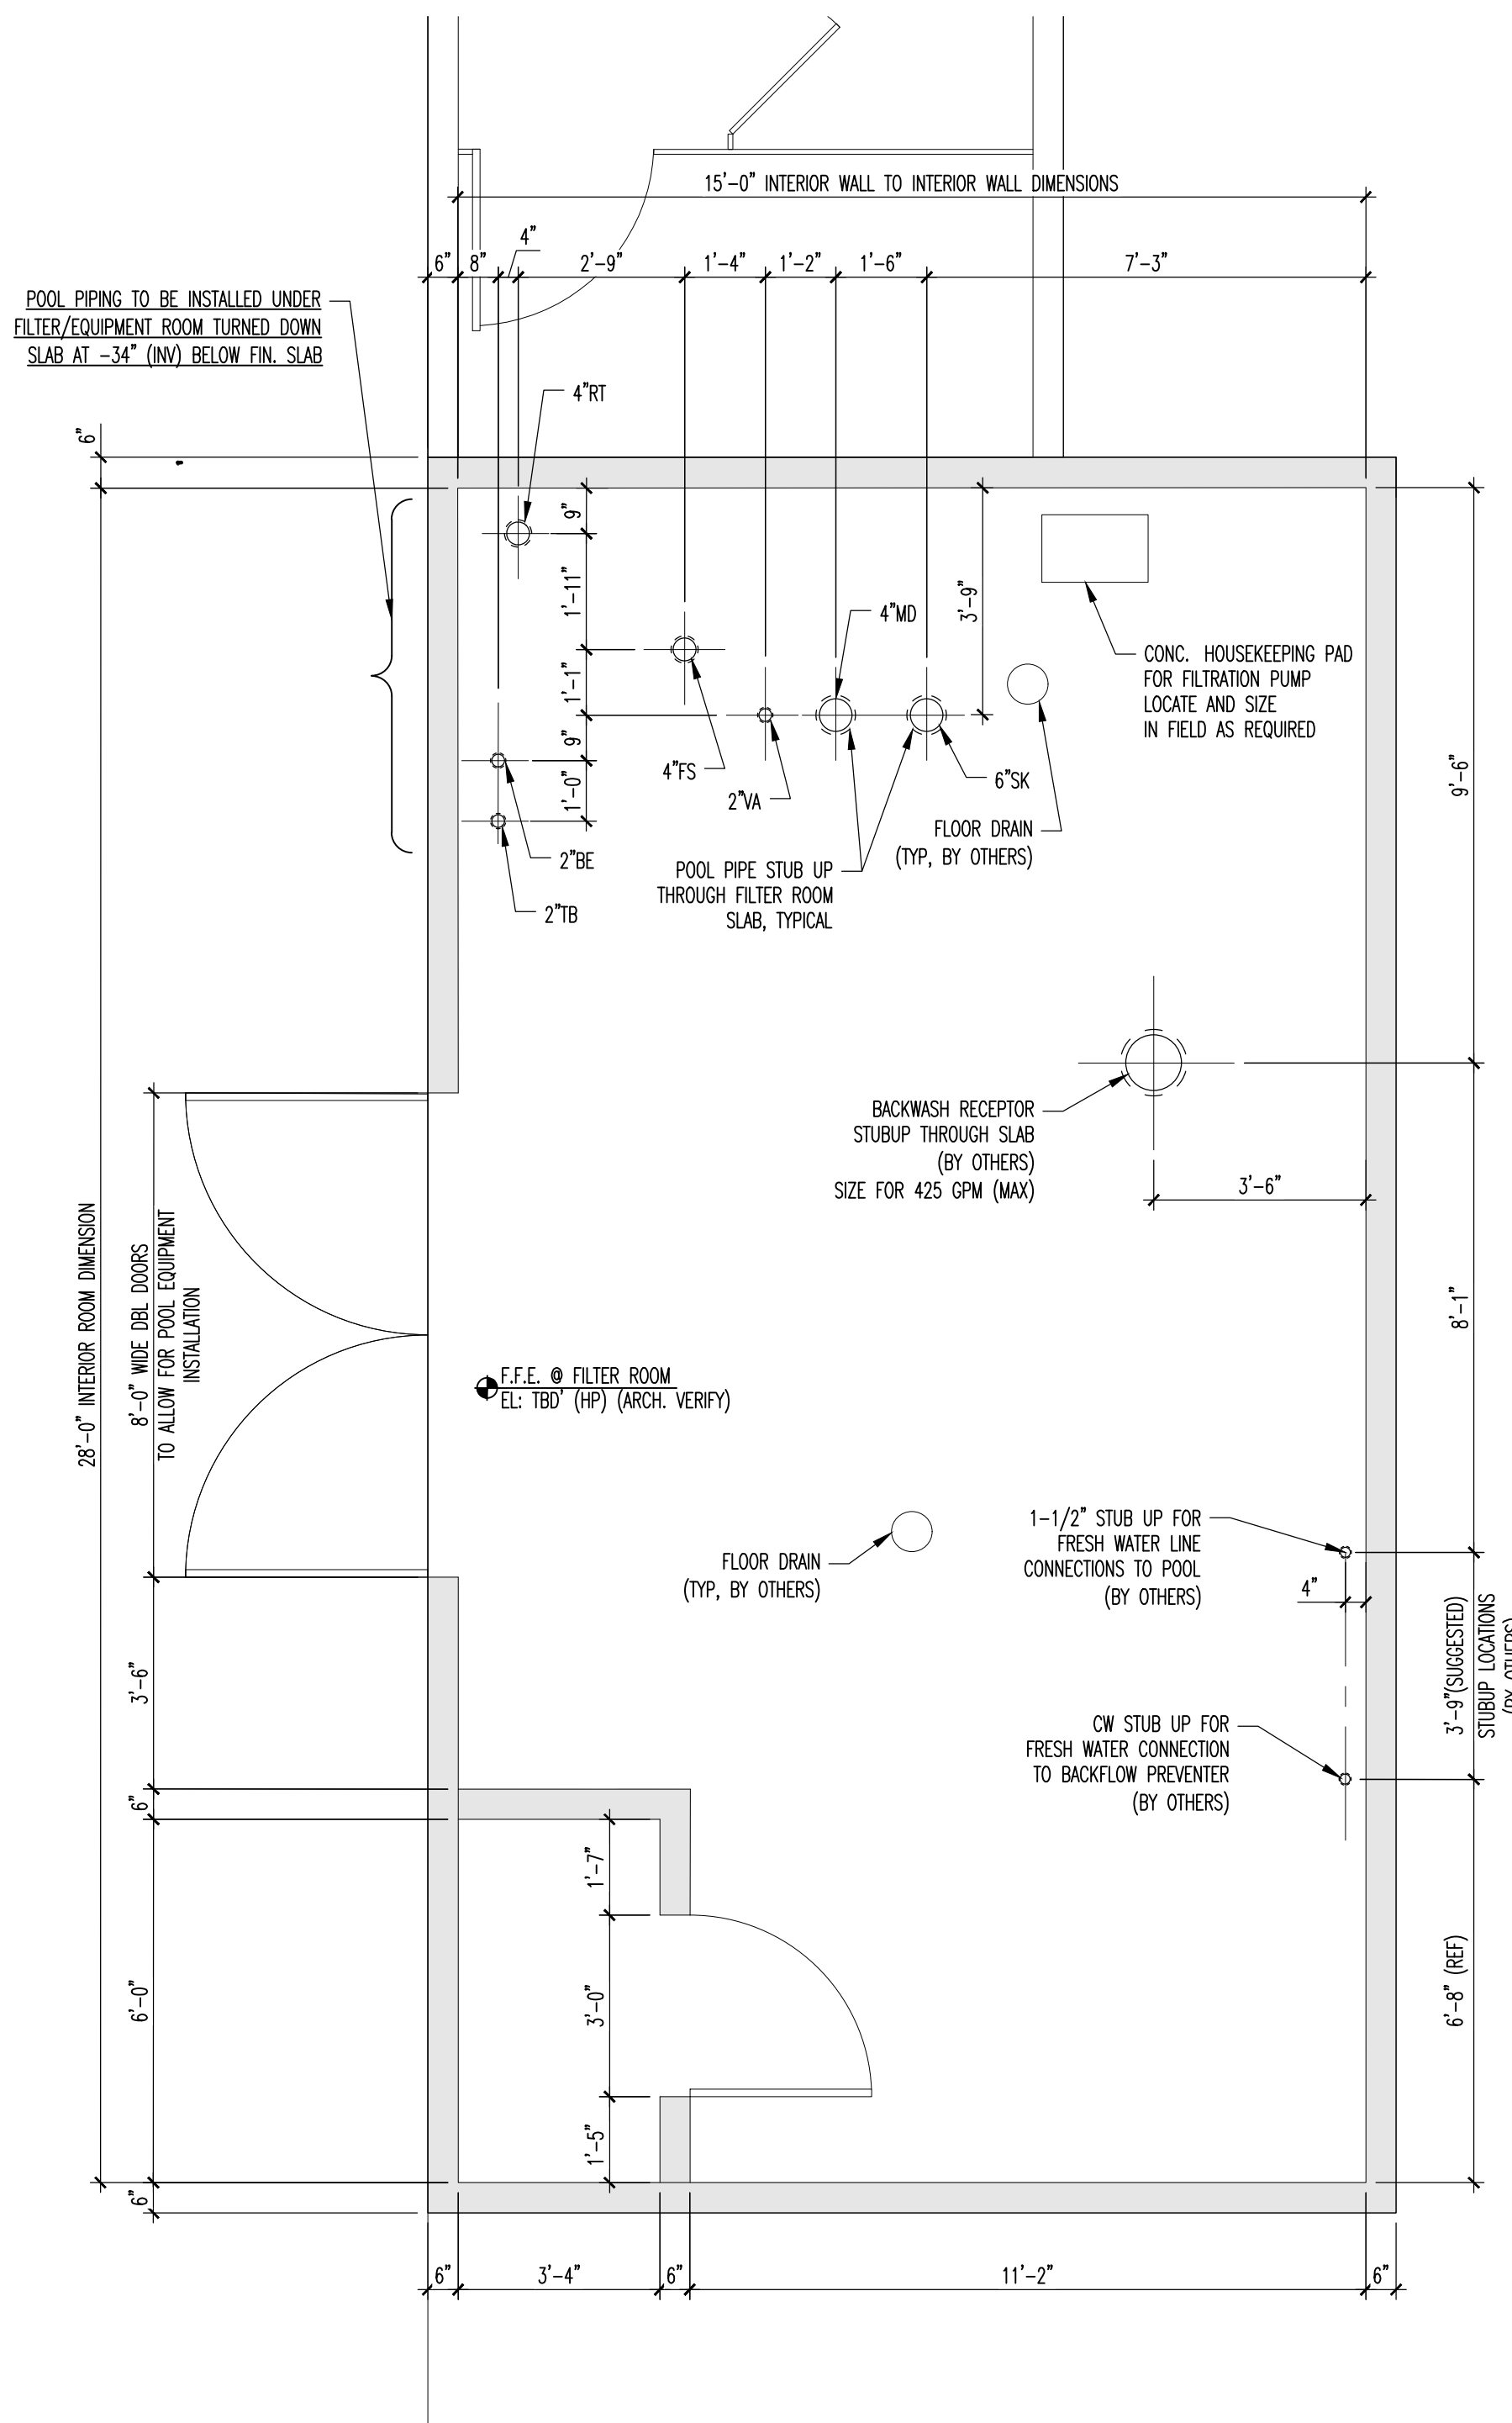 15'-0" INTERIOR WALL TO INTERIOR WALL DIMENSIONS
4"
6"
8"
2'-9"
1'-4"
1'-2"
1'-6"
7'-3"
POOL PIPING TO BE INSTALLED UNDER
FILTER/EQUIPMENT ROOM TURNED DOWN
SLAB AT -34" (INV) BELOW FIN. SLAB
4"RT
6"
9"
1'-11"
1'-1"
9"
1'-0"
3'-9"
4"MD
4"FS
2"VA
6"SK
2"BE
2"TB
CONC. HOUSEKEEPING PAD
FOR FILTRATION PUMP
LOCATE AND SIZE
IN FIELD AS REQUIRED
FLOOR DRAIN
(TYP, BY OTHERS)
POOL PIPE STUB UP
THROUGH FILTER ROOM
SLAB, TYPICAL
9'-6"
BACKWASH RECEPTOR
STUBUP THROUGH SLAB
(BY OTHERS)
SIZE FOR 425 GPM (MAX)
3'-6"
28'-0" INTERIOR ROOM DIMENSION
8'-0" WIDE DBL DOORS
TO ALLOW FOR POOL EQUIPMENT
INSTALLATION
8'-1"
F.F.E. @ FILTER ROOM
EL: TBD' (HP) (ARCH. VERIFY)
FLOOR DRAIN
(TYP, BY OTHERS)
1-1/2" STUB UP FOR
FRESH WATER LINE
CONNECTIONS TO POOL
(BY OTHERS)
4"
3'-9"(SUGGESTED)
STUBUP LOCATIONS
(BY OTHERS)
3'-6"
CW STUB UP FOR
FRESH WATER CONNECTION
TO BACKFLOW PREVENTER
(BY OTHERS)
6"
1'-7"
6'-0"
3'-0"
6'-8" (REF)
1'-5"
6"
6"
3'-4"
6"
11'-2"
6"